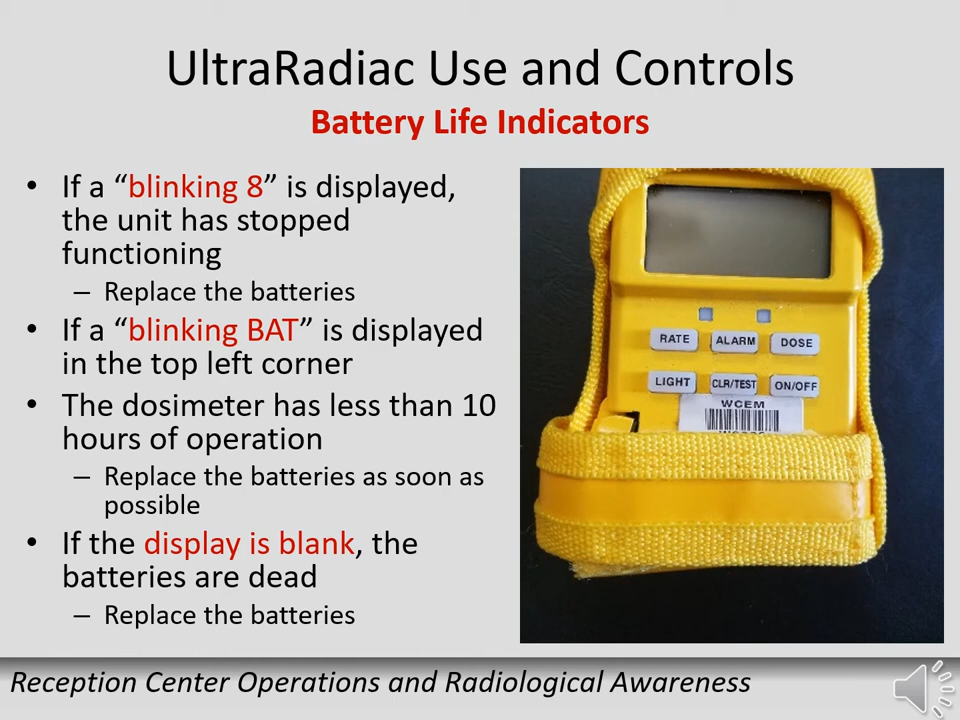 UltraRadiac Use and Controls
Battery Life Indicators
• If a “blinking 8” is displayed,
the unit has stopped
functioning
– Replace the batteries
• If a “blinking BAT” is displayed
in the top left corner
• The dosimeter has less than 10
hours of operation
– Replace the batteries as soon as
possible
• If the display is blank, the
batteries are dead
– Replace the batteries
RATE ALARM DOSE
LIGHT CLR/TEST ON/OFF
WCEM
Reception Center Operations and Radiological Awareness